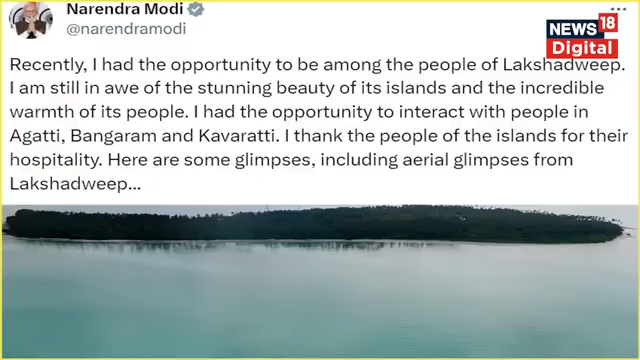 Narendra Modi
@narendramodi
NEWS 18
Digital
Recently, I had the opportunity to be among the people of Lakshadweep.
I am still in awe of the stunning beauty of its islands and the incredible
warmth of its people. I had the opportunity to interact with people in
Agatti, Bangaram and Kavaratti. I thank the people of the islands for their
hospitality. Here are some glimpses, including aerial glimpses from
Lakshadweep...